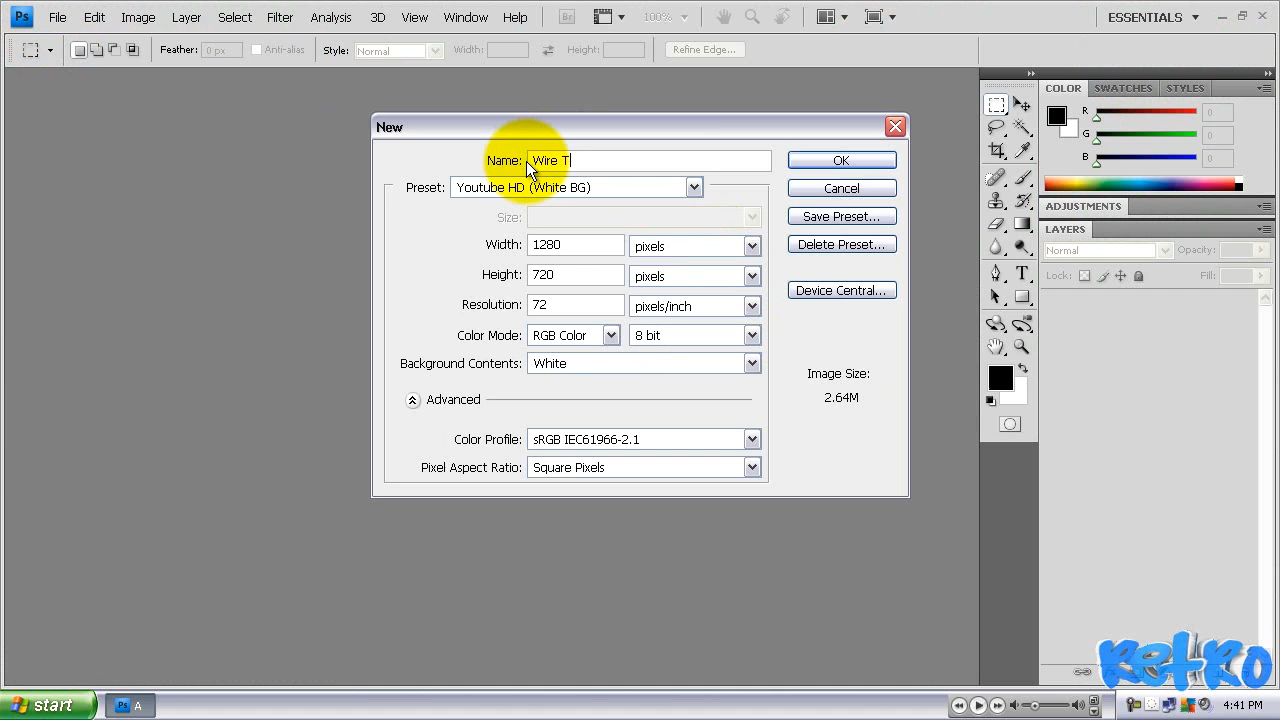 Ps File Edit Image Layer Select Filter Analysis 3D View Window Help Br 100% ESSENTIALS
Feather: 0 px Anti-alias Style: Normal Width: Height: Refine Edge...
COLOR SWATCHES STYLES
R 0
G 0
B 0
ADJUSTMENTS
LAYERS
Normal Opacity:
Lock: Fill:
New
Name: Wire T OK
Preset: Youtube HD (White BG) Cancel
Size: Save Preset...
Width: 1280 pixels Delete Preset...
Height: 720 pixels Device Central...
Resolution: 72 pixels/inch
Color Mode: RGB Color 8 bit
Background Contents: White
Image Size:
2.64M
Advanced
Color Profile: sRGB IEC61966-2.1
Pixel Aspect Ratio: Square Pixels
retro
start Ps A 4:41 PM